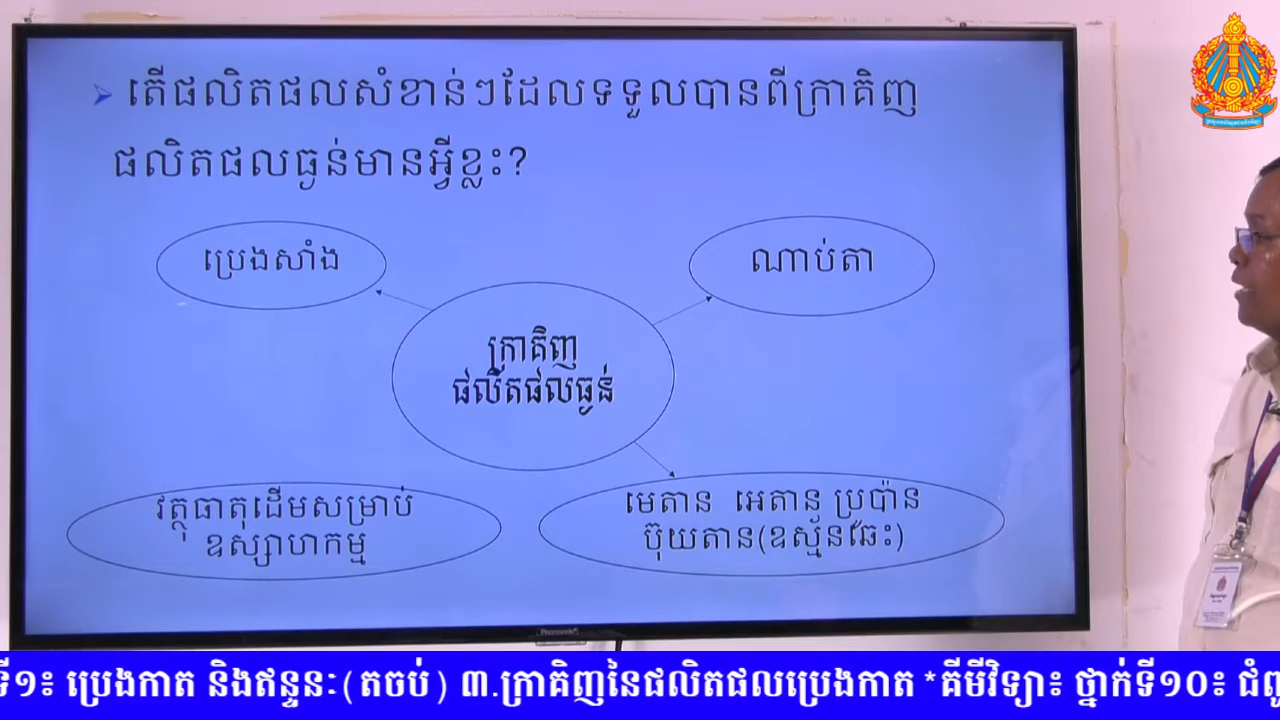 តើផលិតផលសំខាន់ៗដែលទទួលបានពីក្រាគិញ
ផលិតផលធ្ងន់មានអ្វីខ្លះ?
ប្រេងសាំង
ណាប់តា
ក្រាគិញ
ផលិតផលធ្ងន់
វត្ថុធាតុដើមសម្រាប់
ឧស្សាហកម្ម
មេតាន អេតាន ប្រប៉ាន
ប៊ុយតាន(ឧស្ម័នឆែះ)
ទី១៖ ប្រេងកាត និងឥន្ទនៈ(តចប់) ៣.ក្រាគិញនៃផលិតផលប្រេងកាត *គីមីវិទ្យា៖ ថ្នាក់ទី១០៖ ជំពូ